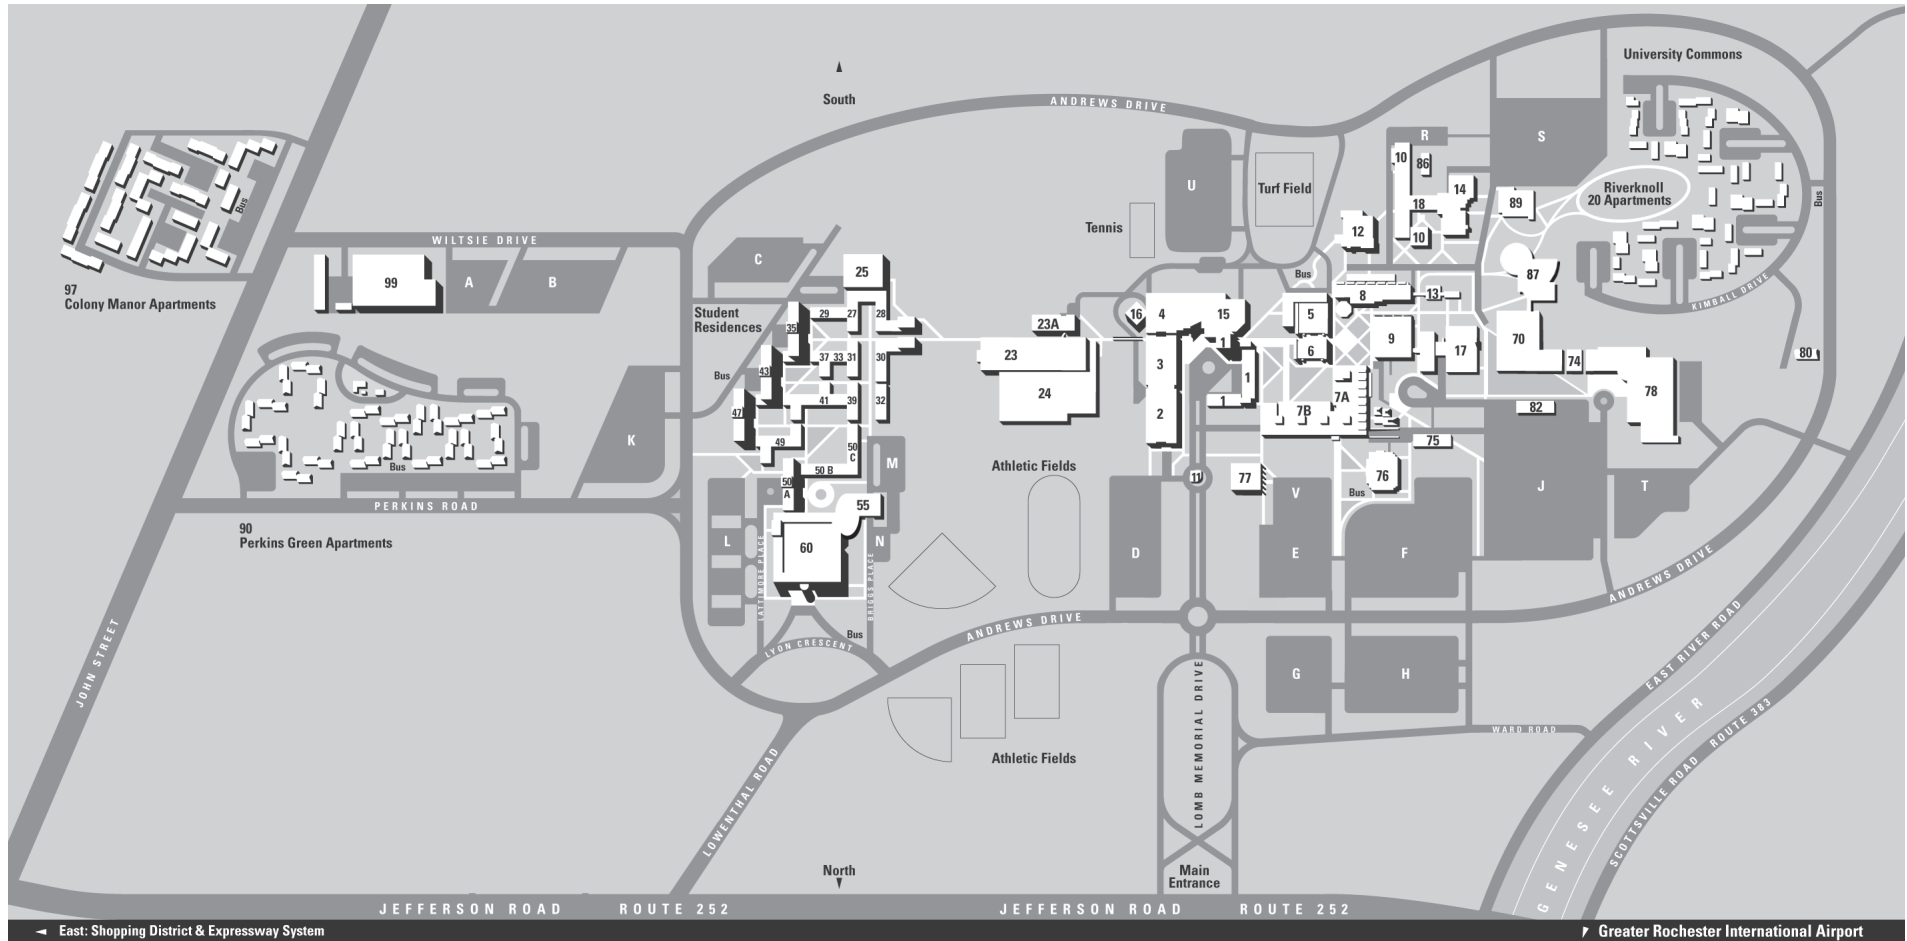 University Commons
South
ANDREWS DRIVE
R
S
10
86
U
Turf Field
14
Riverknoll
20 Apartments
89
18
Bus
Bus
Tennis
12
10
WILTSIE DRIVE
C
25
99
A
B
Bus
87
97
Colony Manor Apartments
KIMBALL DRIVE
8
13
Student
Residences
29
27
28
35
23A
16
4
15
5
1
9
70
6
17
23
37
33
31
30
3
74
80
Bus
43
1
78
24
41
39
32
47
1
7A
7B
82
2
K
49
50
C
75
M
Bus
50 B
Athletic Fields
11
77
76
50
A
V
Bus
J
T
PERKINS ROAD
55
90
Perkins Green Apartments
L
60
N
D
E
F
LATTIMORE PLACE
BRIGGS PLACE
ANDREWS DRIVE
ANDREWS DRIVE
Bus
LYON CRESCENT
JOHN STREET
EAST RIVER ROAD
G
H
LOMB MEMORIAL DRIVE
GENESEE RIVER
SCOTTSVILLE ROAD
ROUTE 383
WARD ROAD
Athletic Fields
LOWENTHAL ROAD
North
Main
Entrance
JEFFERSON ROAD
ROUTE 252
JEFFERSON ROAD
ROUTE 252
East: Shopping District & Expressway System
Greater Rochester International Airport